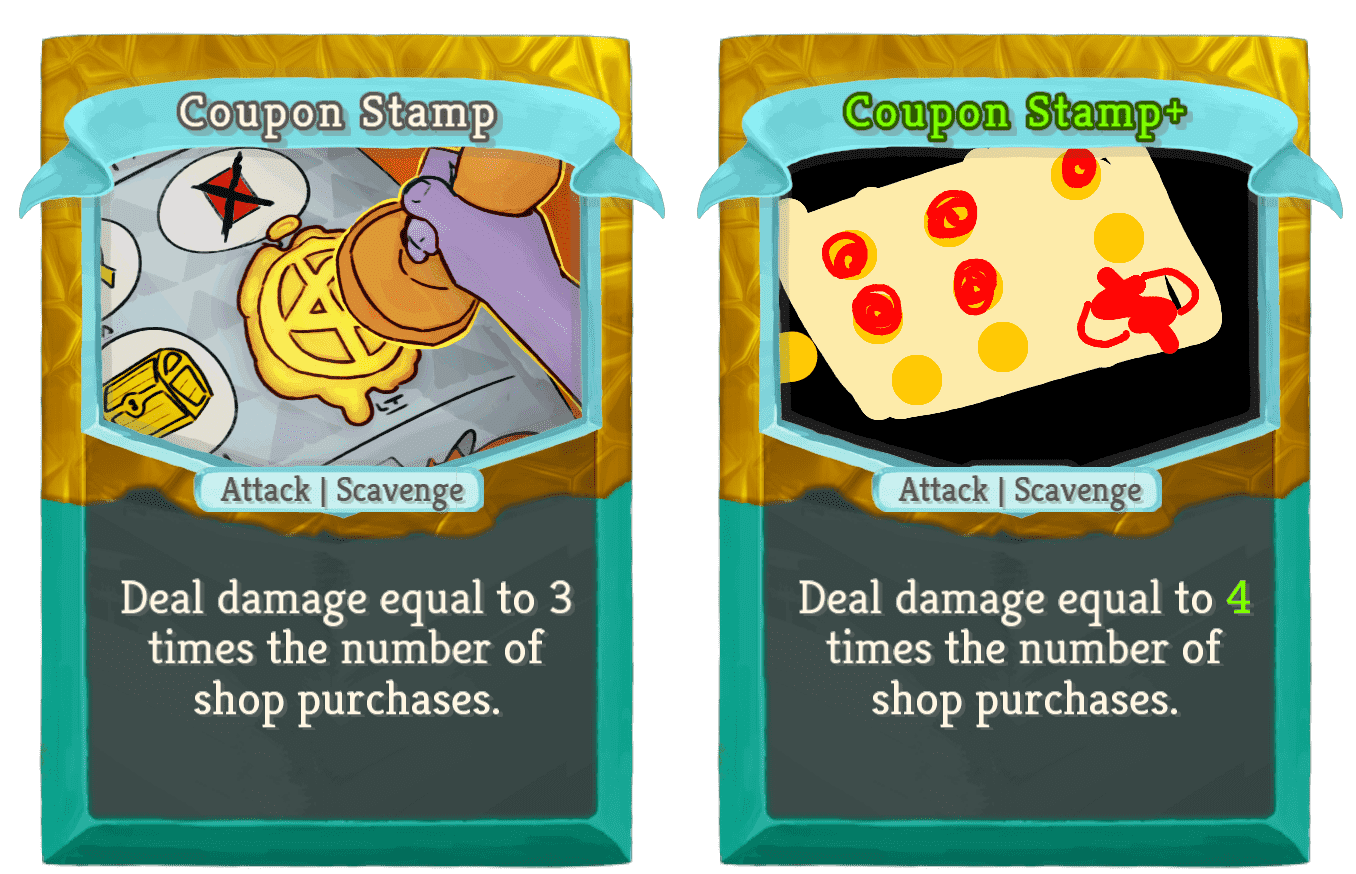 Coupon Stamp
Attack | Scavenge
Deal damage equal to 3
times the number of
shop purchases.
Coupon Stamp+
Attack | Scavenge
Deal damage equal to 4
times the number of
shop purchases.